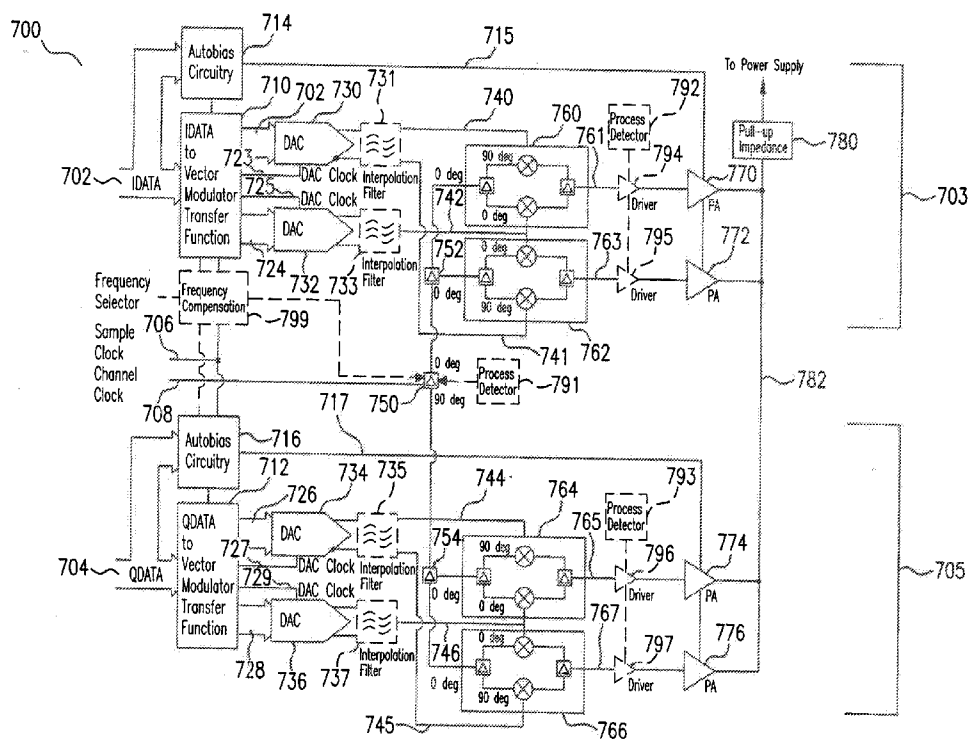 700
714
Autobias
Circuitry
715
To Power Supply
710
702
730
731
740
792
Process
Detector
760
761
794
770
Pull-up
Impedance
780
703
702
IDATA
IDATA
to
Vector
Modulator
Transfer
Function
723
725
DAC
DAC Clock
DAC Clock
DAC
724
732
Interpolation
Filter
733
Interpolation
Filter
742
0 deg
90 deg
0 deg
Driver
PA
772
752
0 deg
0 deg
90 deg
763
795
Driver
PA
741
762
Frequency
Selector
Frequency
Compensation
799
706
Sample
Clock
Channel
Clock
708
0 deg
90 deg
750
Process
Detector
791
782
717
Autobias
Circuitry
716
712
726
734
735
744
764
765
793
Process
Detector
796
774
704
QDATA
QDATA
to
Vector
Modulator
Transfer
Function
727
729
DAC
DAC Clock
DAC Clock
DAC
728
736
Interpolation
Filter
737
Interpolation
Filter
754
90 deg
0 deg
Driver
PA
705
746
0 deg
0 deg
90 deg
767
797
776
Driver
PA
745
766